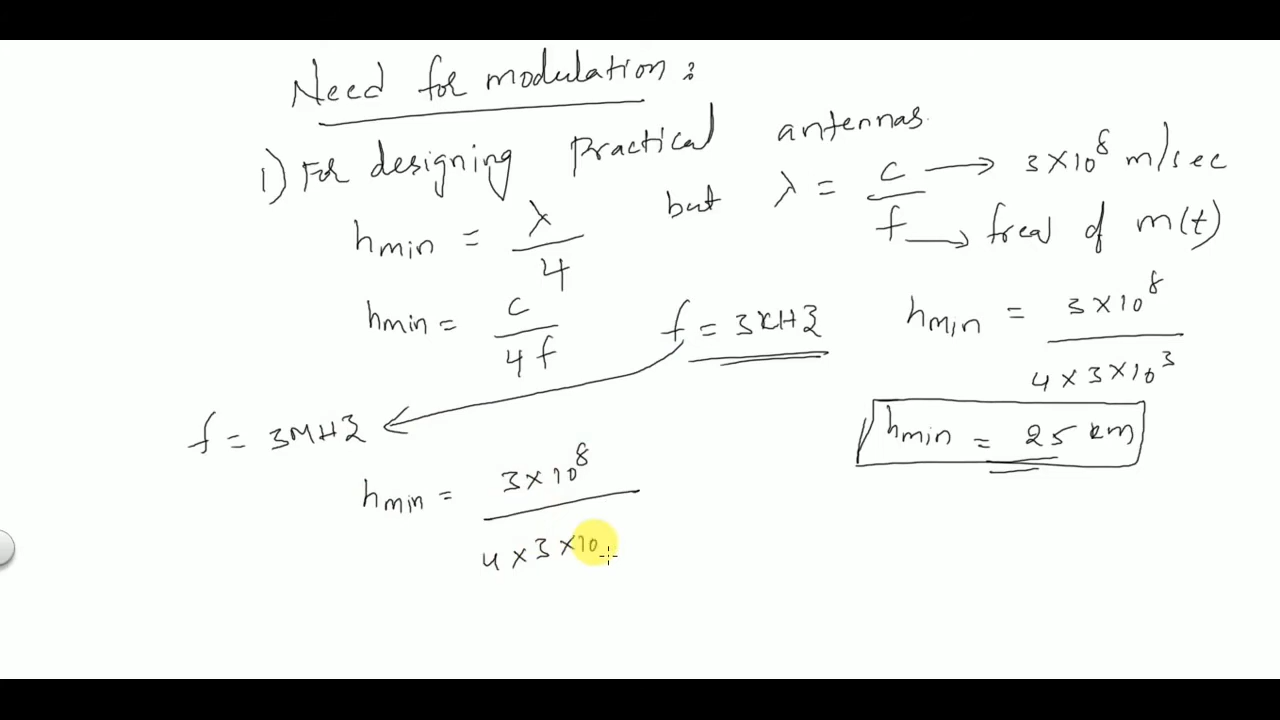 Need for modulation :
1) For designing Practical antennas.
hmin = λ/4
but λ = c/f
c → 3×10^8 m/sec
f → freq of m(t)
hmin = c/4f
f = 3KHz
hmin = 3×10^8 / 4×3×10^3
hmin = 25 km
f = 3MHz
hmin = 3×10^8 / 4×3×10